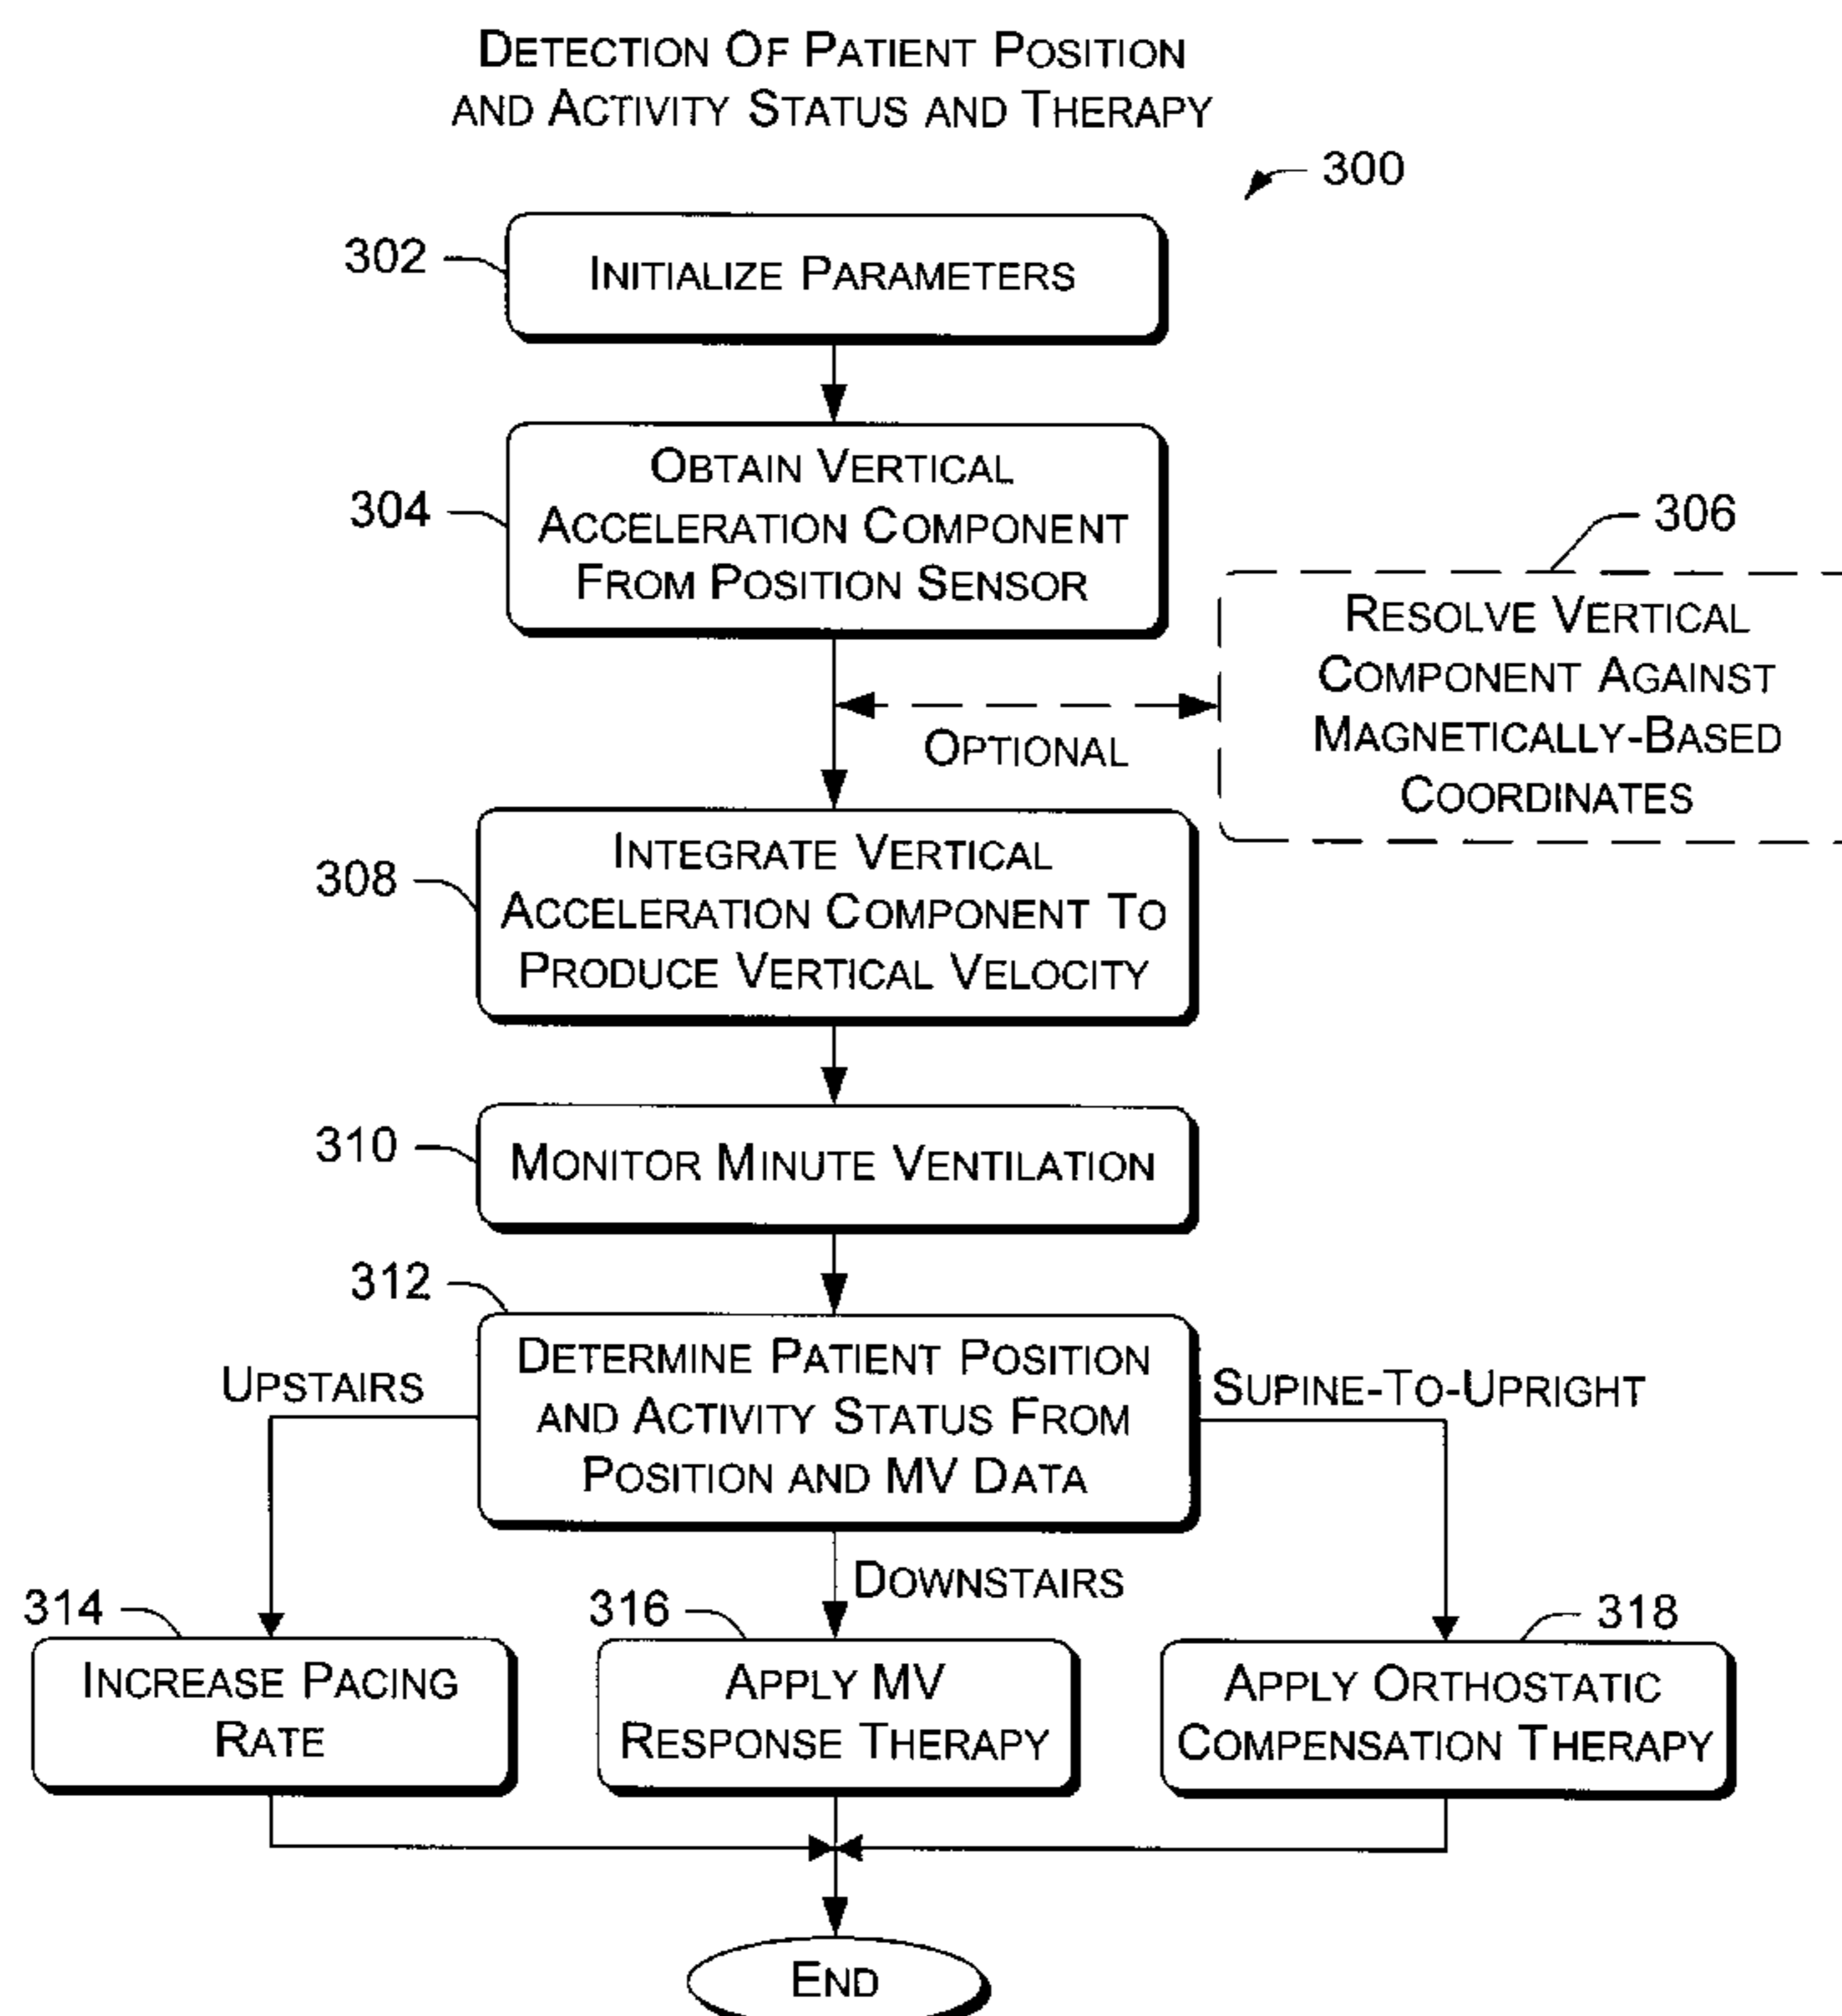 DETECTION OF PATIENT POSITION
AND ACTIVITY STATUS AND THERAPY
300
302
INITIALIZE PARAMETERS
304
OBTAIN VERTICAL
ACCELERATION COMPONENT
FROM POSITION SENSOR
306
RESOLVE VERTICAL
COMPONENT AGAINST
MAGNETICALLY-BASED
COORDINATES
OPTIONAL
308
INTEGRATE VERTICAL
ACCELERATION COMPONENT TO
PRODUCE VERTICAL VELOCITY
310
MONITOR MINUTE VENTILATION
312
DETERMINE PATIENT POSITION
AND ACTIVITY STATUS FROM
POSITION AND MV DATA
UPSTAIRS
SUPINE-TO-UPRIGHT
DOWNSTAIRS
314
INCREASE PACING
RATE
316
APPLY MV
RESPONSE THERAPY
318
APPLY ORTHOSTATIC
COMPENSATION THERAPY
END